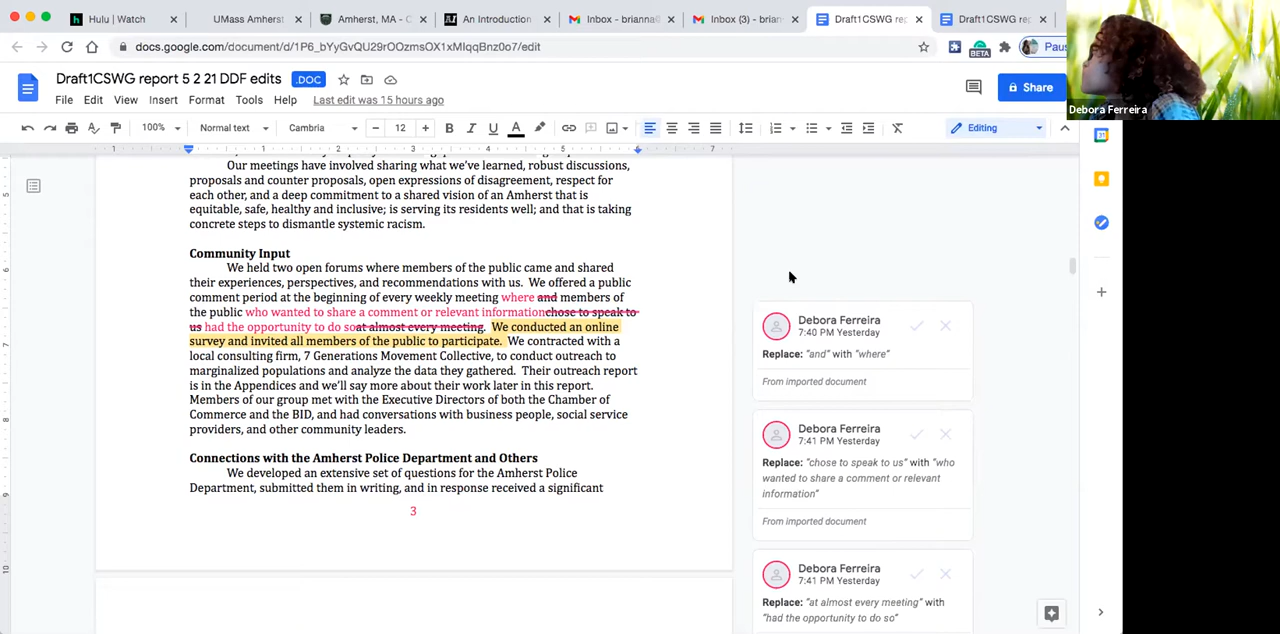 Hulu | Watch
UMass Amherst
Amherst, MA - C
An Introduction
Inbox - brianna@
Inbox (3) - brian
Draft1CSWG rep
Draft1CSWG rep
docs.google.com/document/d/1P6_bYyGvQU29rOOzmsOX1xMIqqBnz0o7/edit
BETA
Paus
Debora Ferreira
Draft1CSWG report 5 2 21 DDF edits
.DOC
Share
File Edit View Insert Format Tools Help Last edit was 15 hours ago
100% Normal text Cambria - 12 + B I U A Editing
1 1 2 3 4 5 7
Our meetings have involved sharing what we've learned, robust discussions,
proposals and counter proposals, open expressions of disagreement, respect for
each other, and a deep commitment to a shared vision of an Amherst that is
equitable, safe, healthy and inclusive; is serving its residents well; and that is taking
concrete steps to dismantle systemic racism.
Community Input
We held two open forums where members of the public came and shared
their experiences, perspectives, and recommendations with us. We offered a public
comment period at the beginning of every weekly meeting where and members of
the public who wanted to share a comment or relevant informationchose to speak to
us had the opportunity to do soat almost every meeting. We conducted an online
survey and invited all members of the public to participate. We contracted with a
local consulting firm, 7 Generations Movement Collective, to conduct outreach to
marginalized populations and analyze the data they gathered. Their outreach report
is in the Appendices and we'll say more about their work later in this report.
Members of our group met with the Executive Directors of both the Chamber of
Commerce and the BID, and had conversations with business people, social service
providers, and other community leaders.
Connections with the Amherst Police Department and Others
We developed an extensive set of questions for the Amherst Police
Department, submitted them in writing, and in response received a significant
3
Debora Ferreira
7:40 PM Yesterday
Replace: "and" with "where"
From imported document
Debora Ferreira
7:41 PM Yesterday
Replace: "chose to speak to us" with "who
wanted to share a comment or relevant
information"
From imported document
Debora Ferreira
7:41 PM Yesterday
Replace: "at almost every meeting" with
"had the opportunity to do so"